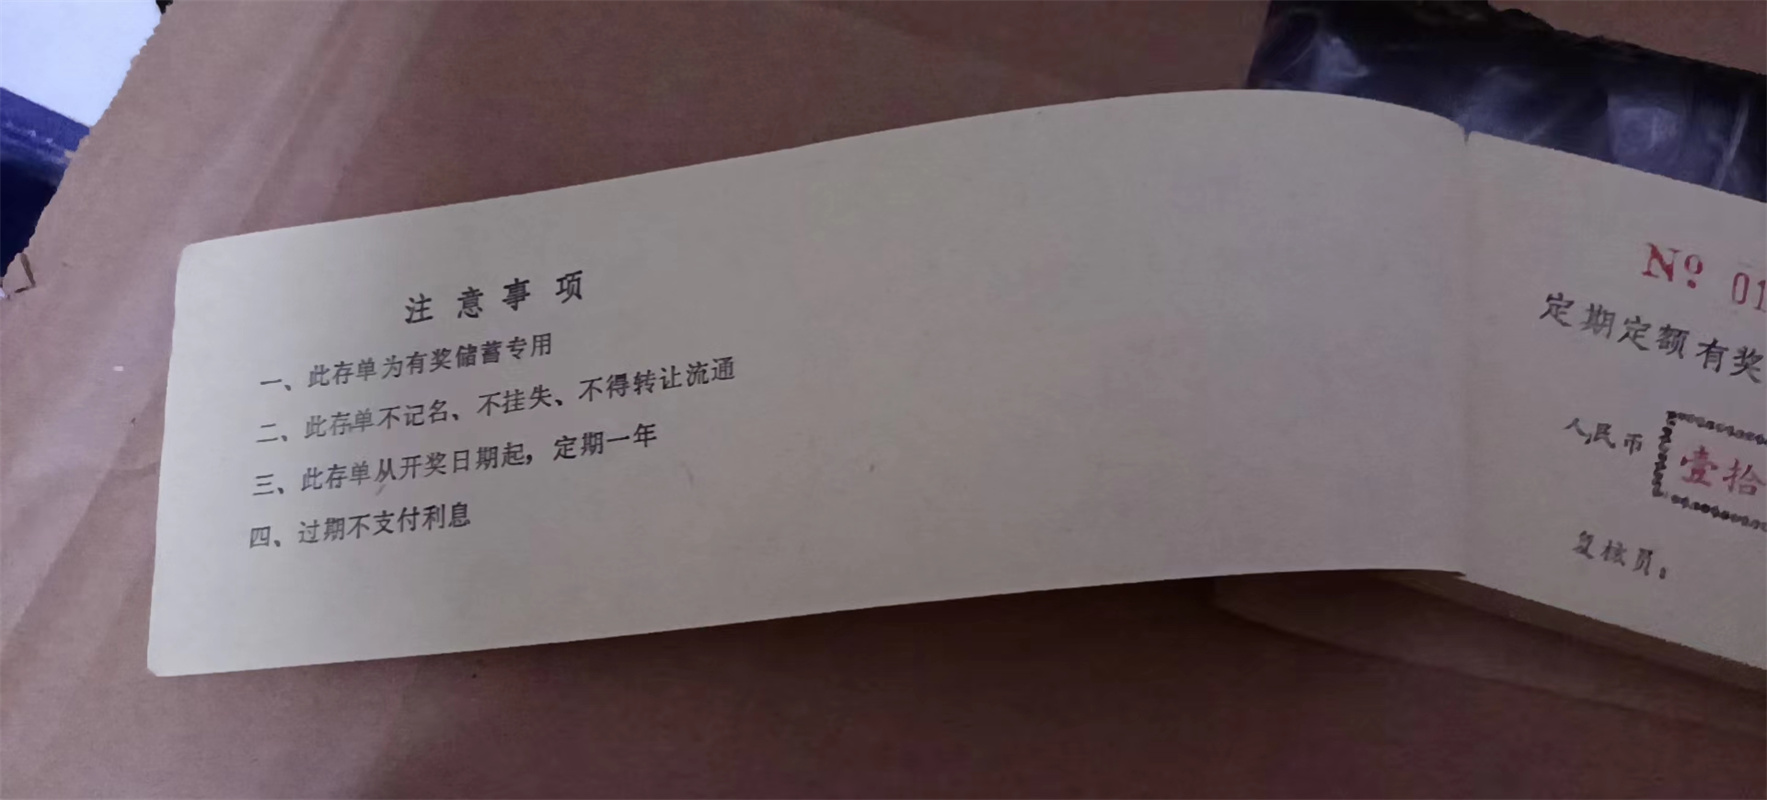 注意事项
一、此存单为有奖储蓄专用
二、此存单不记名、不挂失、不得转让流通
三、此存单从开奖日期起，定期一年
四、过期不支付利息
№ 01
定期定额有奖
人民币 壹拾
复核员：